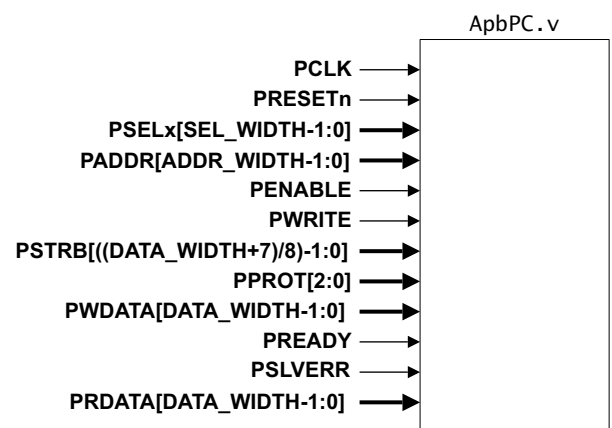 ApbPC.v
PCLK
PRESETn
PSELx[SEL_WIDTH-1:0]
PADDR[ADDR_WIDTH-1:0]
PENABLE
PWRITE
PSTRB[((DATA_WIDTH+7)/8)-1:0]
PPROT[2:0]
PWDATA[DATA_WIDTH-1:0]
PREADY
PSLVERR
PRDATA[DATA_WIDTH-1:0]